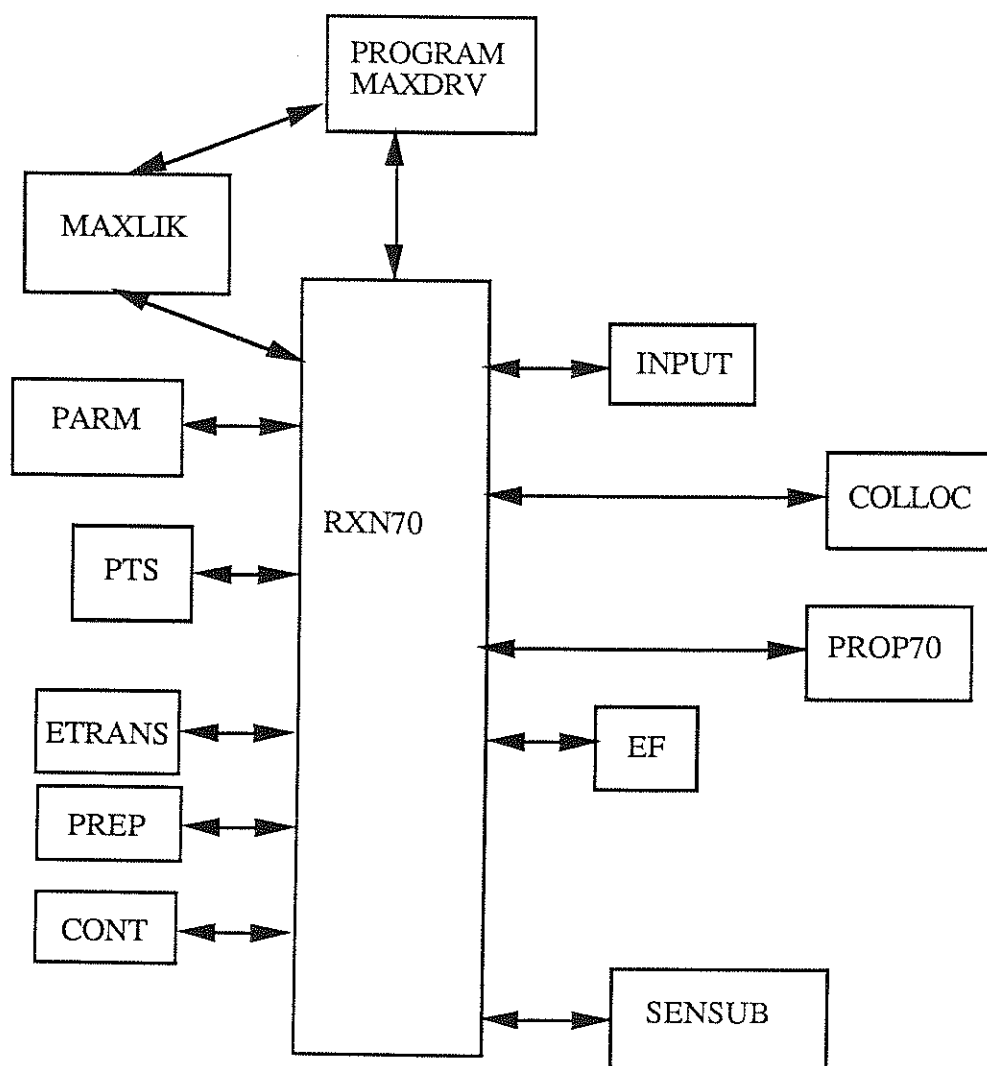 PROGRAM
MAXDRV
MAXLIK
INPUT
PARM
COLLOC
RXN70
PTS
PROP70
ETRANS
EF
PREP
CONT
SENSUB